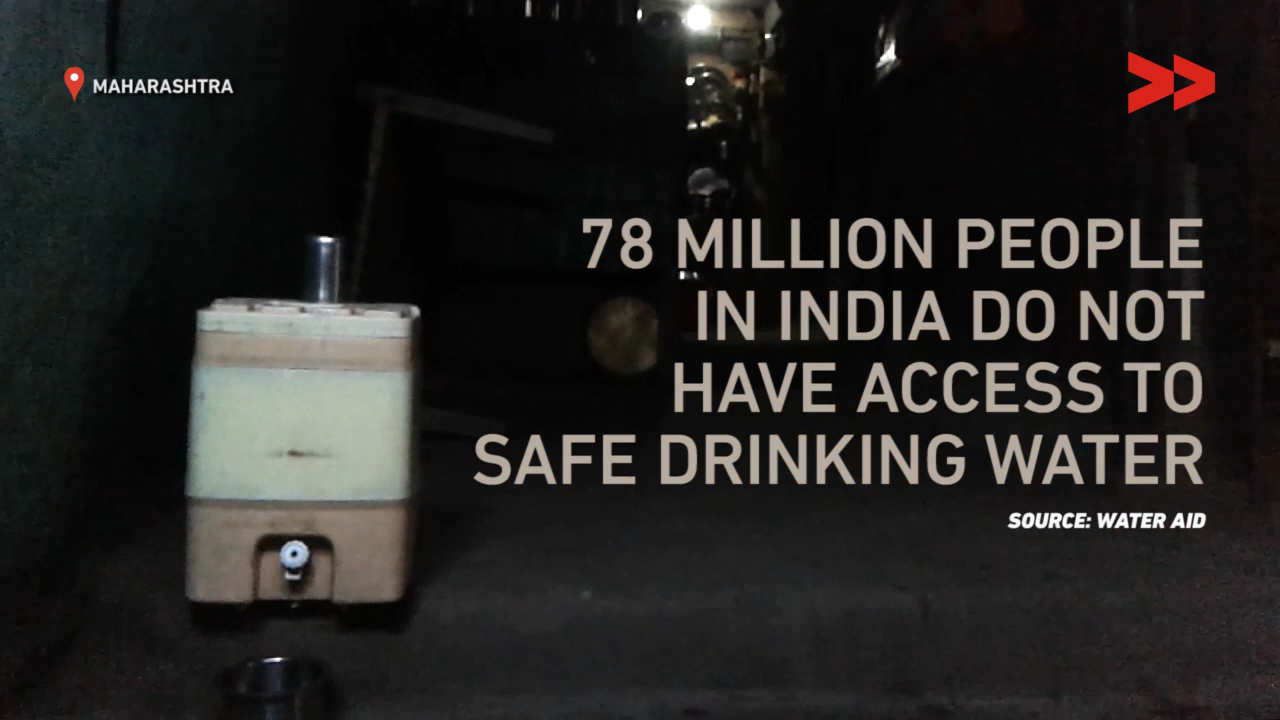 MAHARASHTRA
78 MILLION PEOPLE
IN INDIA DO NOT
HAVE ACCESS TO
SAFE DRINKING WATER
SOURCE: WATER AID